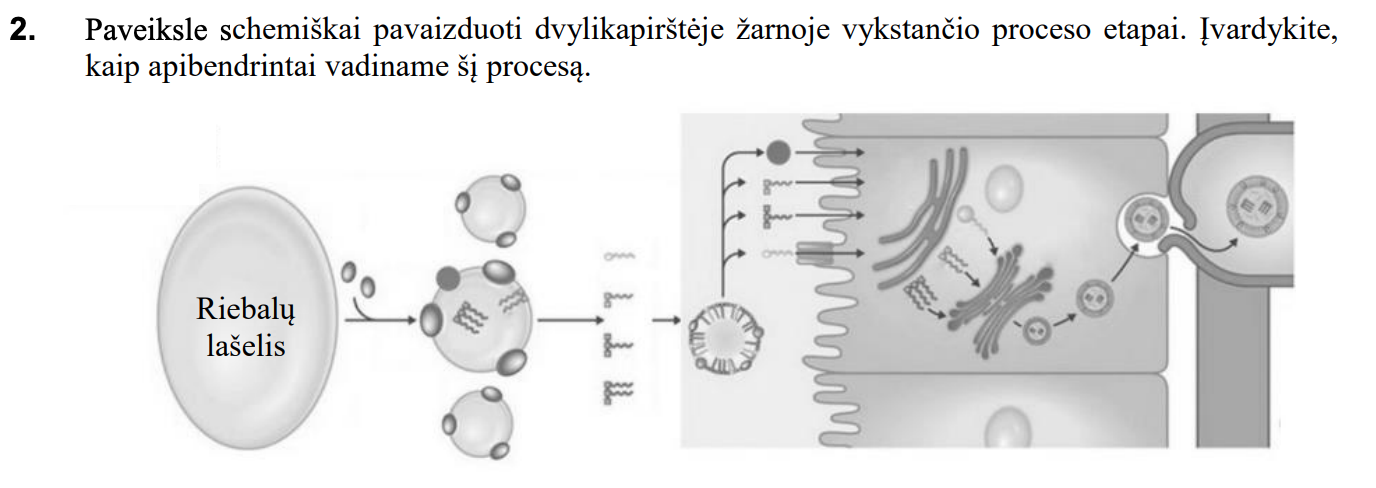 2. Paveiksle schemiškai pavaizduoti dvylikapirštėje žarnoje vykstančio proceso etapai. Įvardykite,
kaip apibendrintai vadiname šį procesą.
Riebalų
lašelis